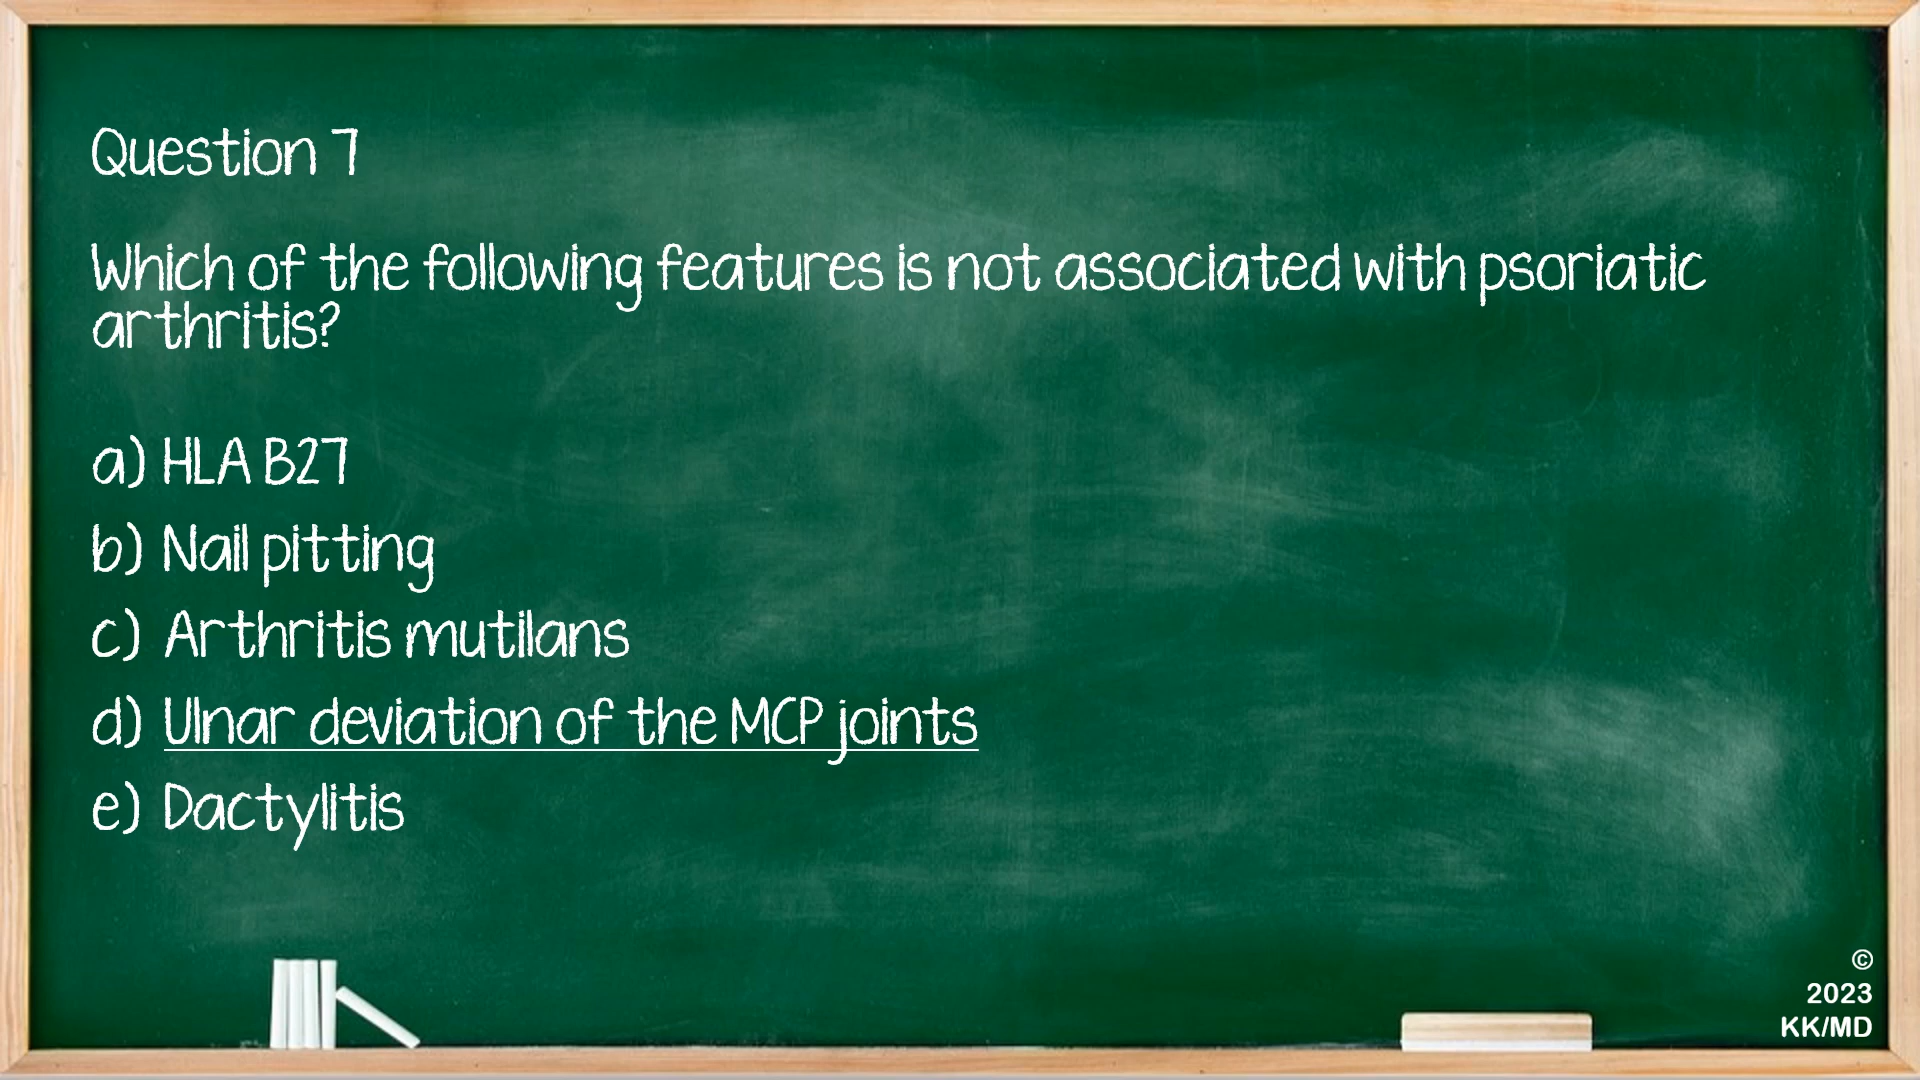 Question 7
Which of the following features is not associated with psoriatic
arthritis?
a) HLA B27
b) Nail pitting
c) Arthritis mutilans
d) Ulnar deviation of the MCP joints
e) Dactylitis
©
2023
KK/MD